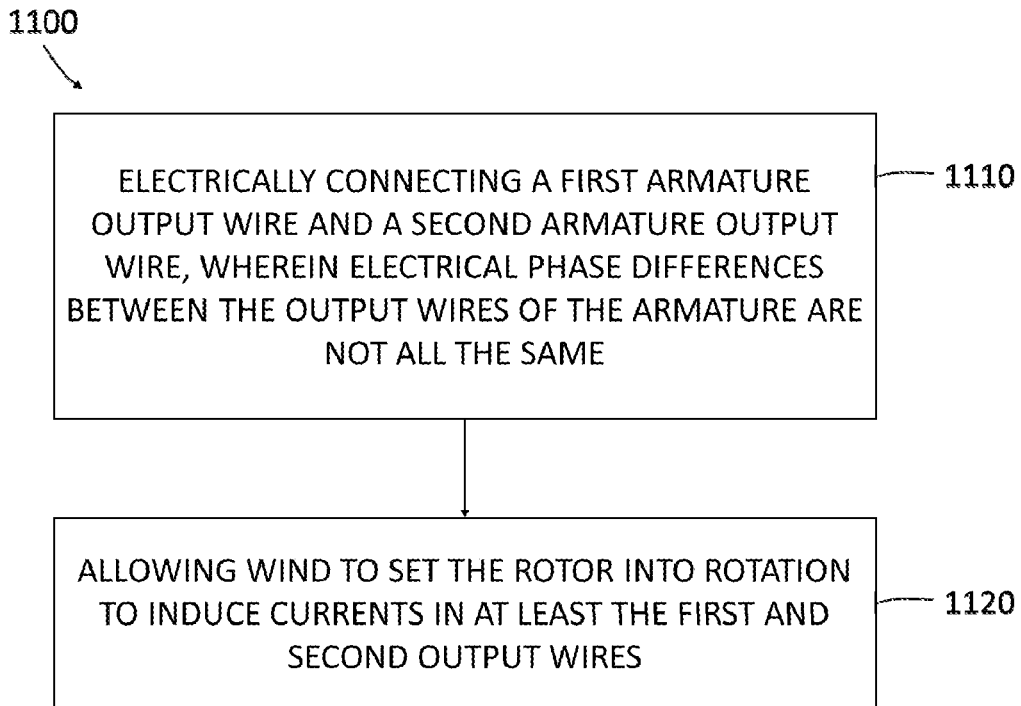 1100
ELECTRICALLY CONNECTING A FIRST ARMATURE
OUTPUT WIRE AND A SECOND ARMATURE OUTPUT
WIRE, WHEREIN ELECTRICAL PHASE DIFFERENCES
BETWEEN THE OUTPUT WIRES OF THE ARMATURE ARE
NOT ALL THE SAME
1110
ALLOWING WIND TO SET THE ROTOR INTO ROTATION
TO INDUCE CURRENTS IN AT LEAST THE FIRST AND
SECOND OUTPUT WIRES
1120